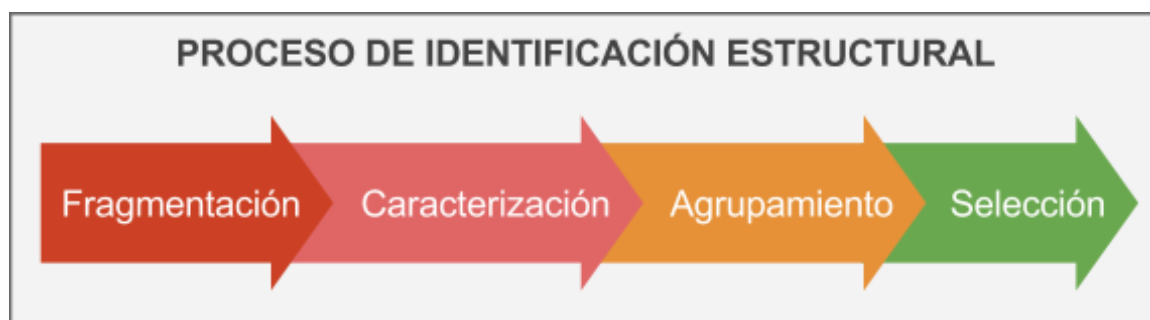 PROCESO DE IDENTIFICACIÓN ESTRUCTURAL
Fragmentación Caracterización Agrupamiento Selección